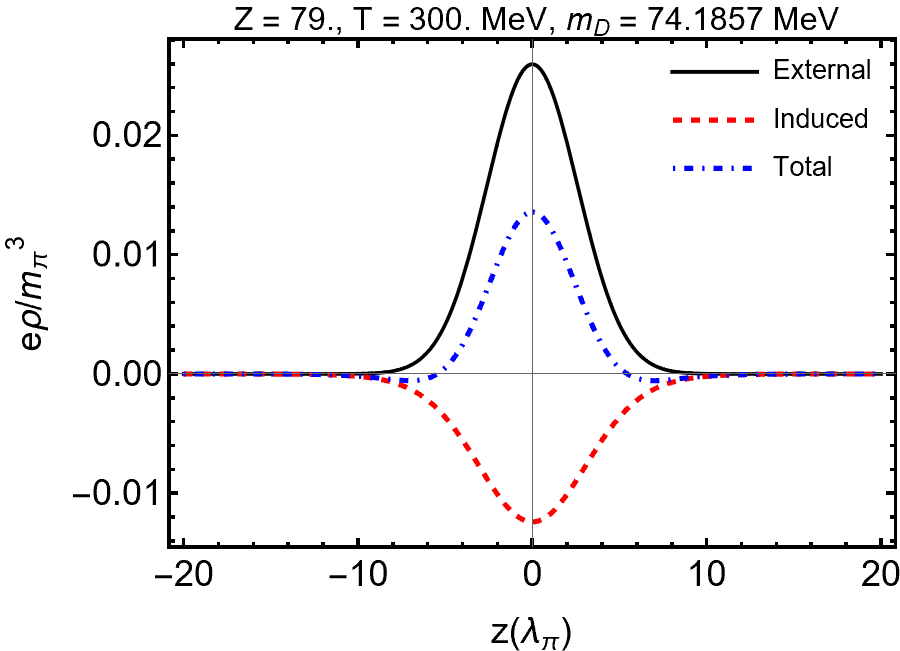 Z = 79., T = 300. MeV, m_D = 74.1857 MeV
External
Induced
Total
0.02
0.01
0.00
−0.01
eρ/m_π^3
−20
−10
0
10
20
z(λ_π)